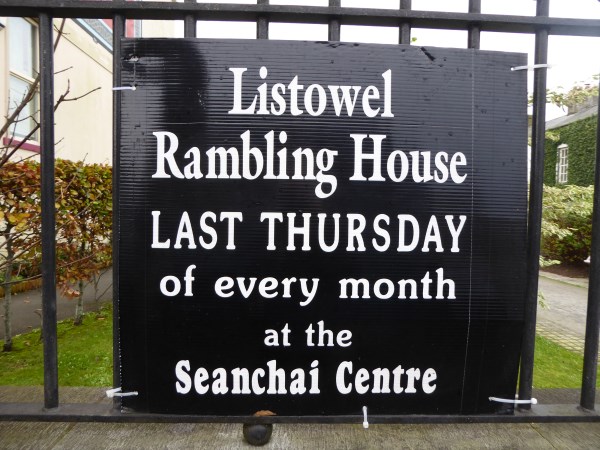 Listowel
Rambling House
LAST THURSDAY
of every month
at the
Seanchai Centre